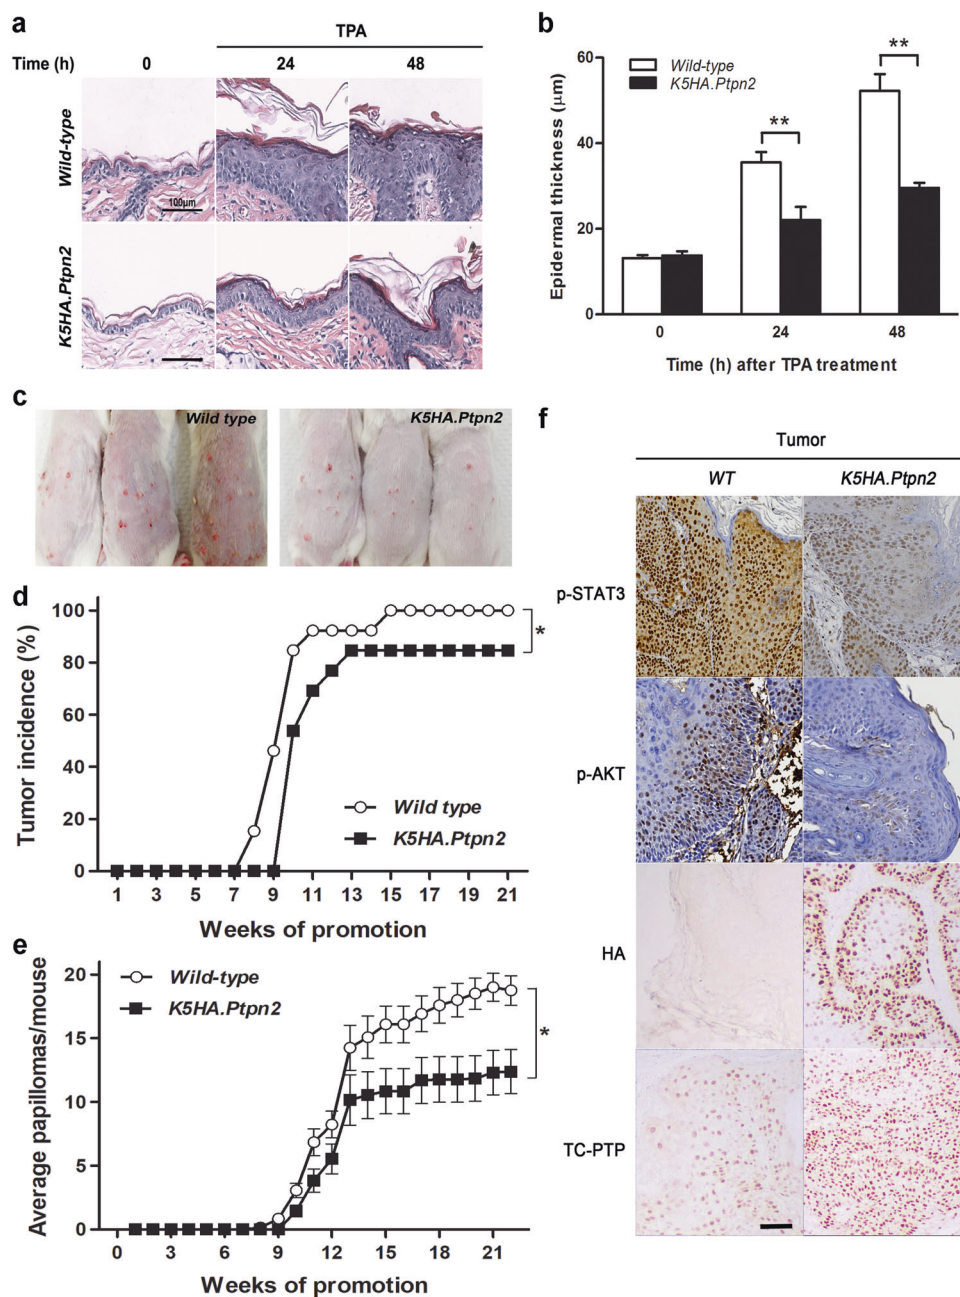 a
TPA
Time (h) 0 24 48
Wild-type
100μm
K5HA.Ptpn2
b
60
40
20
0
Epidermal thickness (μm)
Wild-type
K5HA.Ptpn2
**
**
0 24 48
Time (h) after TPA treatment
c
Wild type
K5HA.Ptpn2
d
100
80
60
40
20
0
Tumor incidence (%)
Wild type
K5HA.Ptpn2
*
1 3 5 7 9 11 13 15 17 19 21
Weeks of promotion
e
20
15
10
5
0
Average papillomas/mouse
Wild-type
K5HA.Ptpn2
*
0 3 6 9 12 15 18 21
Weeks of promotion
f
Tumor
WT K5HA.Ptpn2
p-STAT3
p-AKT
HA
TC-PTP